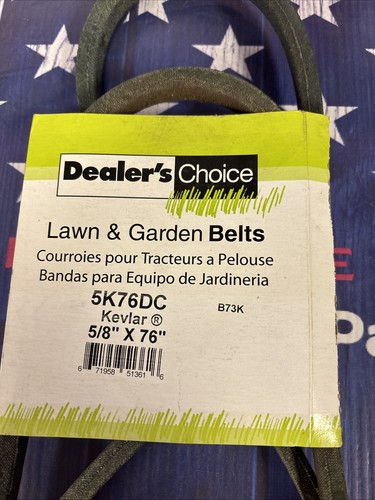 Dealer's Choice
Lawn & Garden Belts
Courroies pour Tracteurs a Pelouse
Bandas para Equipo de Jardineria
5K76DC
B73K
Kevlar ®
5/8" X 76"
6 71958 51361 6